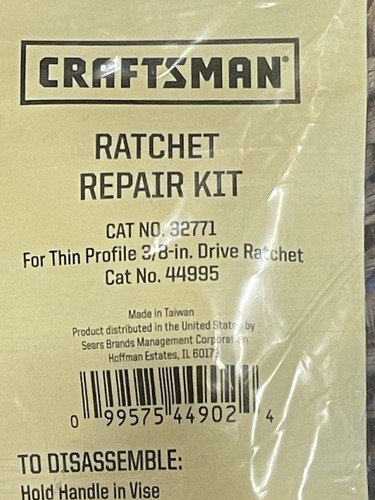 CRAFTSMAN®
RATCHET
REPAIR KIT
CAT NO. 32771
For Thin Profile 3/8-in. Drive Ratchet
Cat No. 44995
Made in Taiwan
Product distributed in the United States by
Sears Brands Management Corporation
Hoffman Estates, IL 60179
0 99575 44902 4
TO DISASSEMBLE:
Hold Handle in Vise